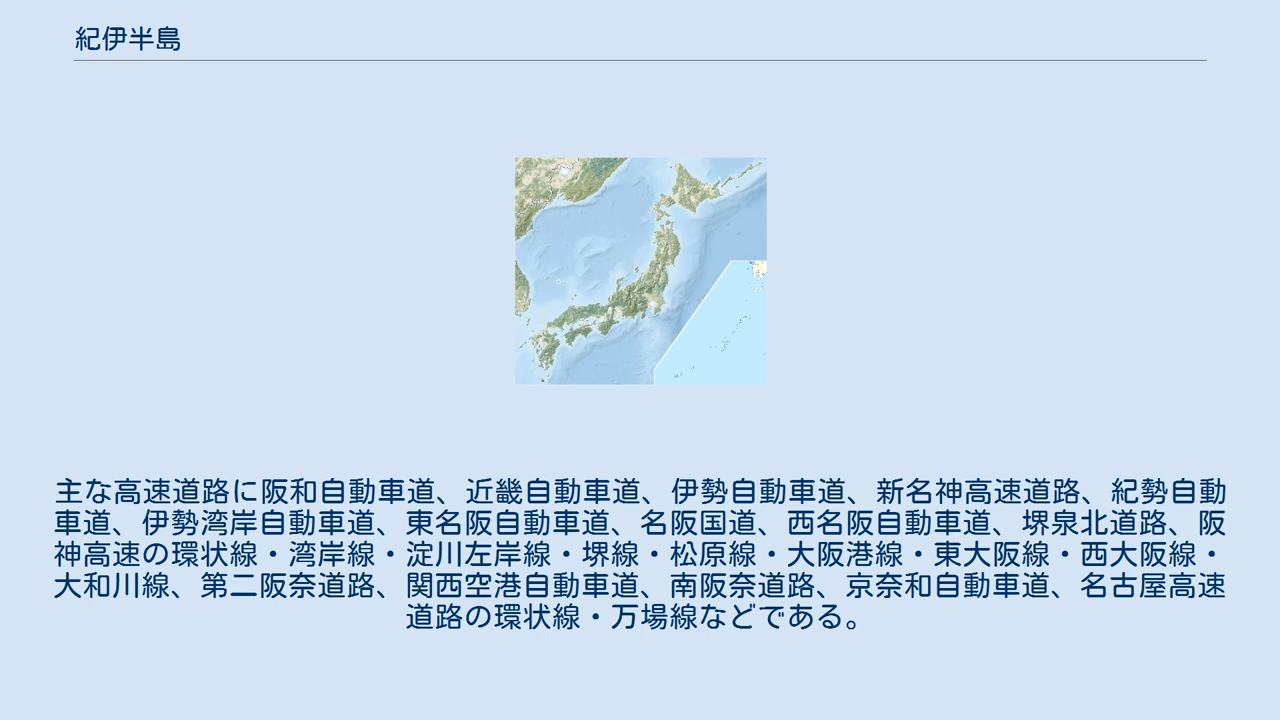 紀伊半島
主な高速道路に阪和自動車道、近畿自動車道、伊勢自動車道、新名神高速道路、紀勢自動
車道、伊勢湾岸自動車道、東名阪自動車道、名阪国道、西名阪自動車道、堺泉北道路、阪
神高速の環状線・湾岸線・淀川左岸線・堺線・松原線・大阪港線・東大阪線・西大阪線・
大和川線、第二阪奈道路、関西空港自動車道、南阪奈道路、京奈和自動車道、名古屋高速
道路の環状線・万場線などである。